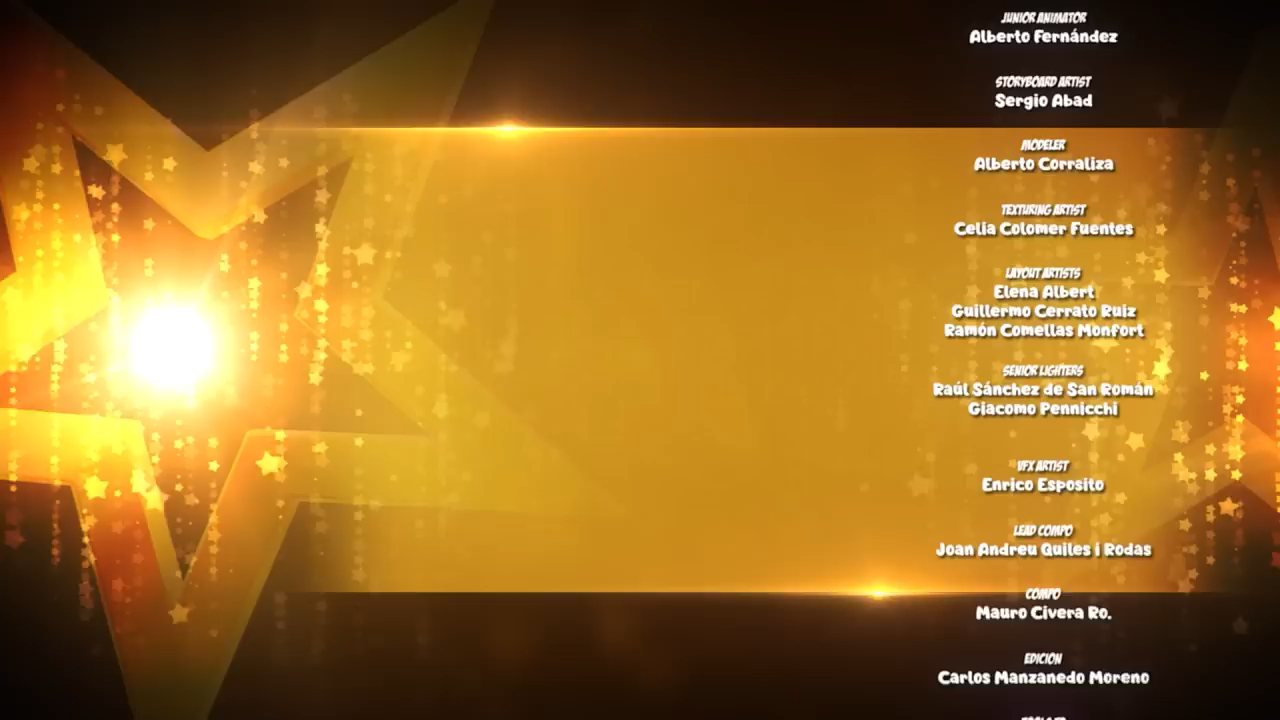 JUNIOR ANIMATOR
Alberto Fernández
STORYBOARD ARTIST
Sergio Abad
MODELER
Alberto Corraliza
TEXTURING ARTIST
Celia Colomer Fuentes
LAYOUT ARTISTS
Elena Albert
Guillermo Cerrato Ruiz
Ramón Comellas Monfort
SENIOR LIGHTERS
Raúl Sánchez de San Román
Giacomo Pennicchi
VFX ARTIST
Enrico Esposito
LEAD COMPO
Joan Andreu Guiles i Rodas
COMPO
Mauro Civera Ro.
EDICIÓN
Carlos Manzanedo Moreno